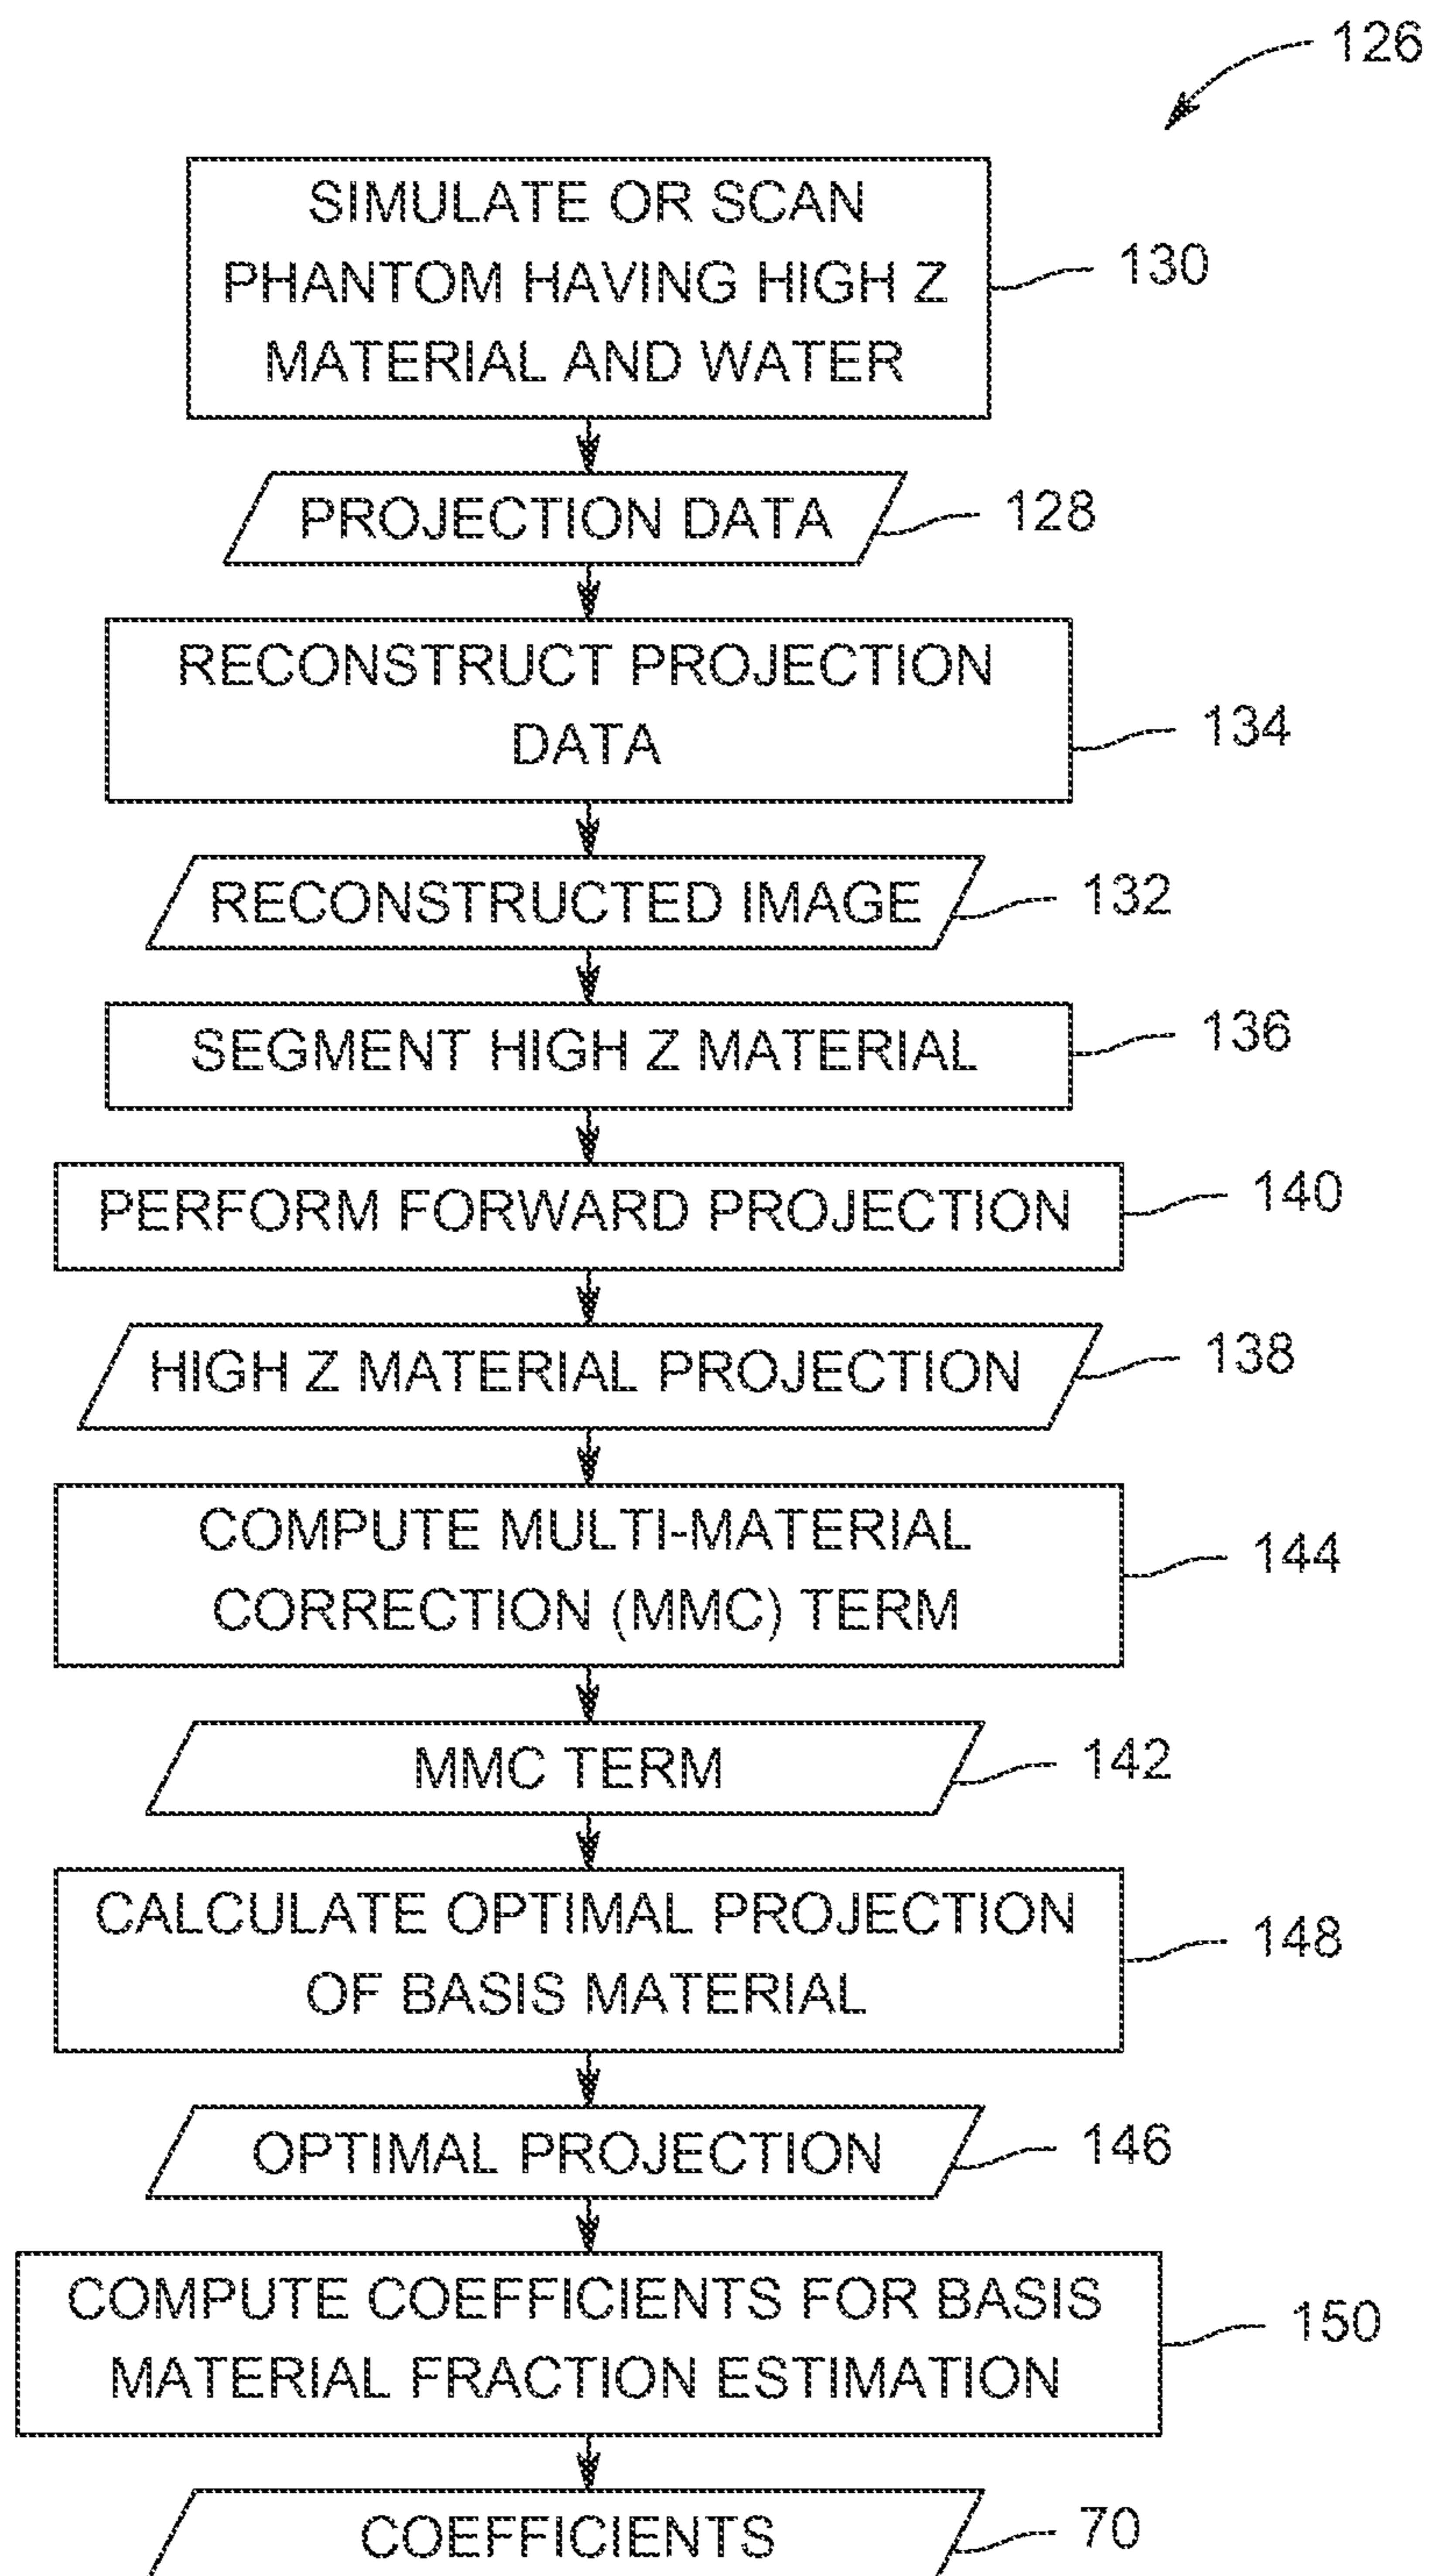 126
SIMULATE OR SCAN
PHANTOM HAVING HIGH Z
MATERIAL AND WATER
130
PROJECTION DATA
128
RECONSTRUCT PROJECTION
DATA
134
RECONSTRUCTED IMAGE
132
SEGMENT HIGH Z MATERIAL
136
PERFORM FORWARD PROJECTION
140
HIGH Z MATERIAL PROJECTION
138
COMPUTE MULTI-MATERIAL
CORRECTION (MMC) TERM
144
MMC TERM
142
CALCULATE OPTIMAL PROJECTION
OF BASIS MATERIAL
148
OPTIMAL PROJECTION
146
COMPUTE COEFFICIENTS FOR BASIS
MATERIAL FRACTION ESTIMATION
150
COEFFICIENTS
70